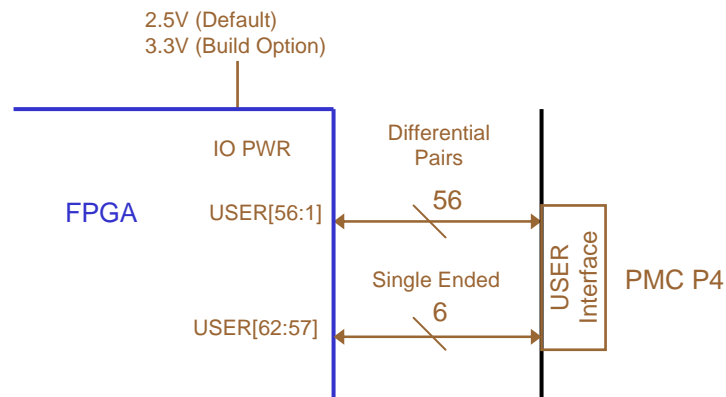 2.5V (Default)
3.3V (Build Option)
IO PWR
Differential
Pairs
FPGA
USER[56:1]
56
Single Ended
6
USER[62:57]
USER
Interface
PMC P4